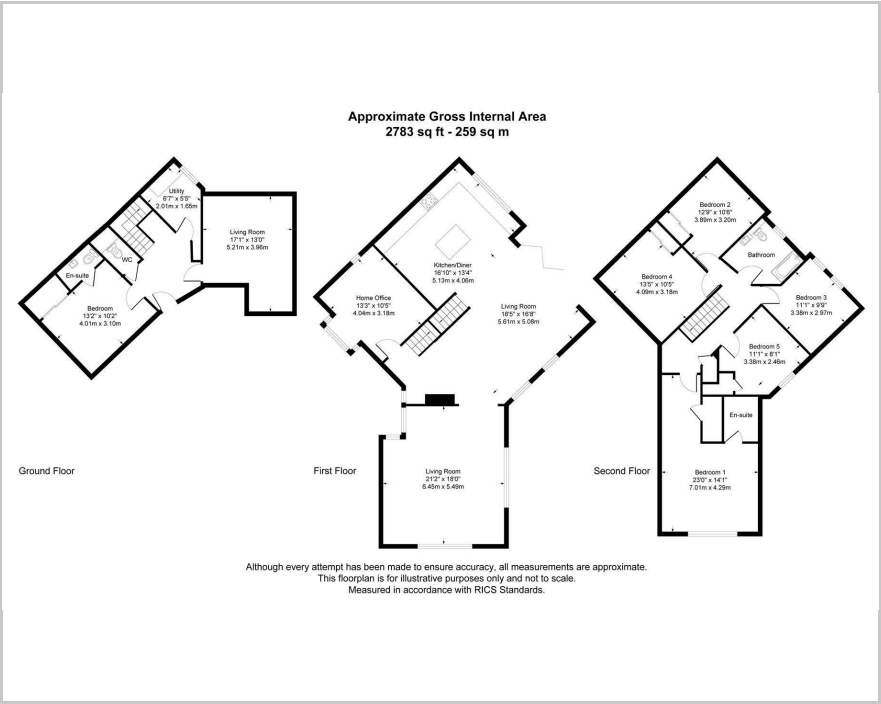 Approximate Gross Internal Area
2783 sq ft - 259 sq m
Utility
6'7" x 5'5"
2.01m x 1.65m
Living Room
17'1" x 13'0"
5.21m x 3.96m
WC
En-suite
Bedroom
13'2" x 10'2"
4.01m x 3.10m
Ground Floor
Kitchen/Diner
16'10" x 13'4"
5.13m x 4.06m
Home Office
13'3" x 10'5"
4.04m x 3.18m
Living Room
18'5" x 16'8"
5.61m x 5.08m
Living Room
21'2" x 18'0"
6.45m x 5.49m
First Floor
Bedroom 2
12'9" x 10'6"
3.89m x 3.20m
Bathroom
Bedroom 4
13'5" x 10'5"
4.09m x 3.18m
Bedroom 3
11'1" x 9'9"
3.38m x 2.97m
Bedroom 5
11'1" x 8'1"
3.38m x 2.46m
En-suite
Bedroom 1
23'0" x 14'1"
7.01m x 4.29m
Second Floor
Although every attempt has been made to ensure accuracy, all measurements are approximate.
This floorplan is for illustrative purposes only and not to scale.
Measured in accordance with RICS Standards.